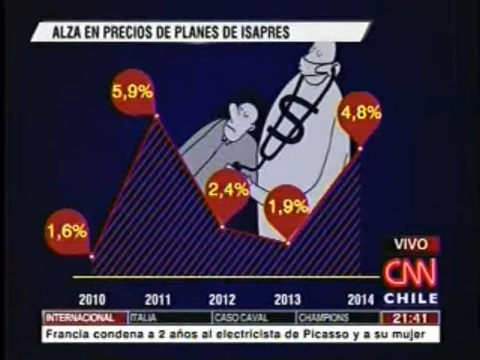 ALZA EN PRECIOS DE PLANES DE ISAPRES
5,9%
4,8%
2,4%
1,9%
1,6%
2010 2011 2012 2013 2014
VIVO
CNN
CHILE
INTERNACIONAL ITALIA CASO CAVAL CHAMPIONS 21:41
Francia condena a 2 años al electricista de Picasso y a su mujer